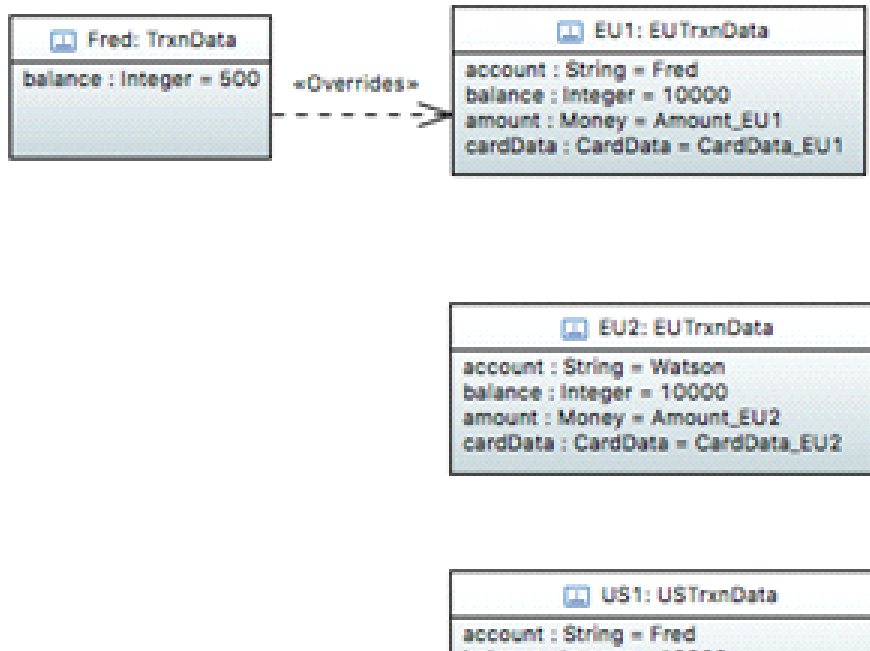 Fred: TrxnData
balance : Integer = 500
«Overrides»
EU1: EUTrxnData
account : String = Fred
balance : Integer = 10000
amount : Money = Amount_EU1
cardData : CardData = CardData_EU1
EU2: EUTrxnData
account : String = Watson
balance : Integer = 10000
amount : Money = Amount_EU2
cardData : CardData = CardData_EU2
US1: USTrxnData
account : String = Fred